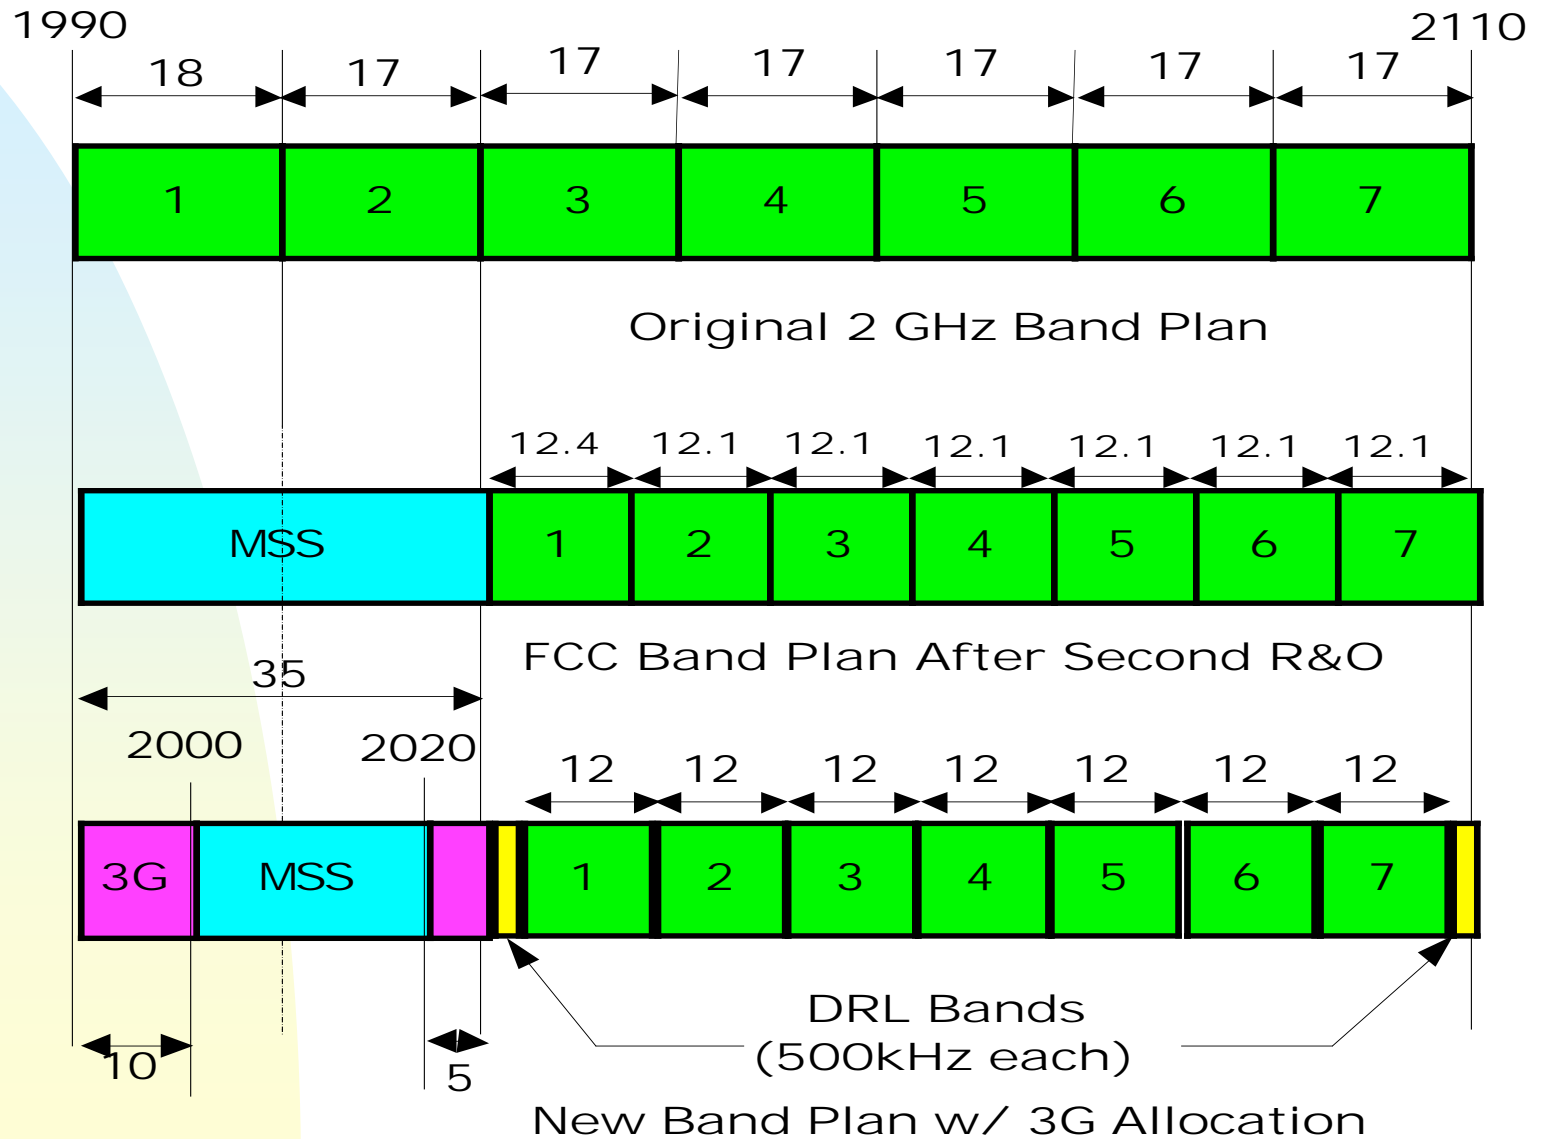 1990 2110
18 17 17 17 17 17 17
1 2 3 4 5 6 7
Original 2 GHz Band Plan
12.4 12.1 12.1 12.1 12.1 12.1 12.1
MSS 1 2 3 4 5 6 7
FCC Band Plan After Second R&O
35
2000 2020
12 12 12 12 12 12 12
3G MSS 1 2 3 4 5 6 7
10 5
DRL Bands
(500kHz each)
New Band Plan w/ 3G Allocation